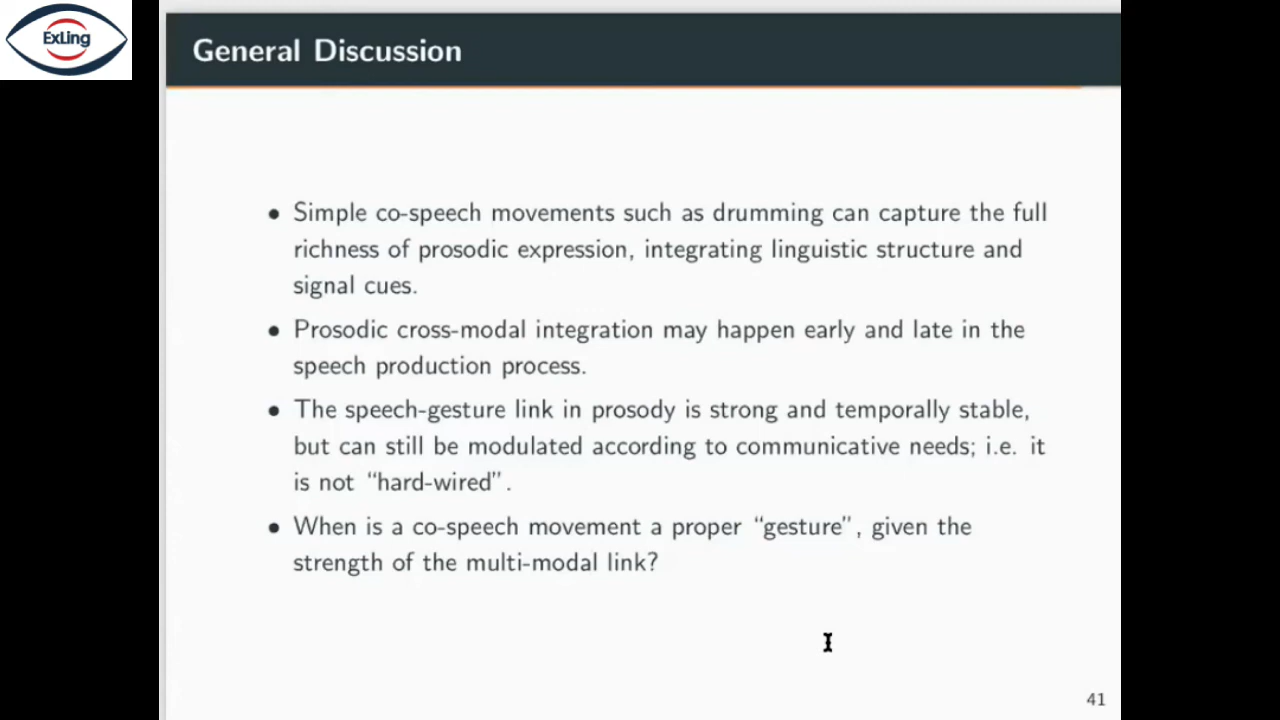 ExLing
General Discussion
• Simple co-speech movements such as drumming can capture the full
richness of prosodic expression, integrating linguistic structure and
signal cues.
• Prosodic cross-modal integration may happen early and late in the
speech production process.
• The speech-gesture link in prosody is strong and temporally stable,
but can still be modulated according to communicative needs; i.e. it
is not “hard-wired”.
• When is a co-speech movement a proper “gesture”, given the
strength of the multi-modal link?
41